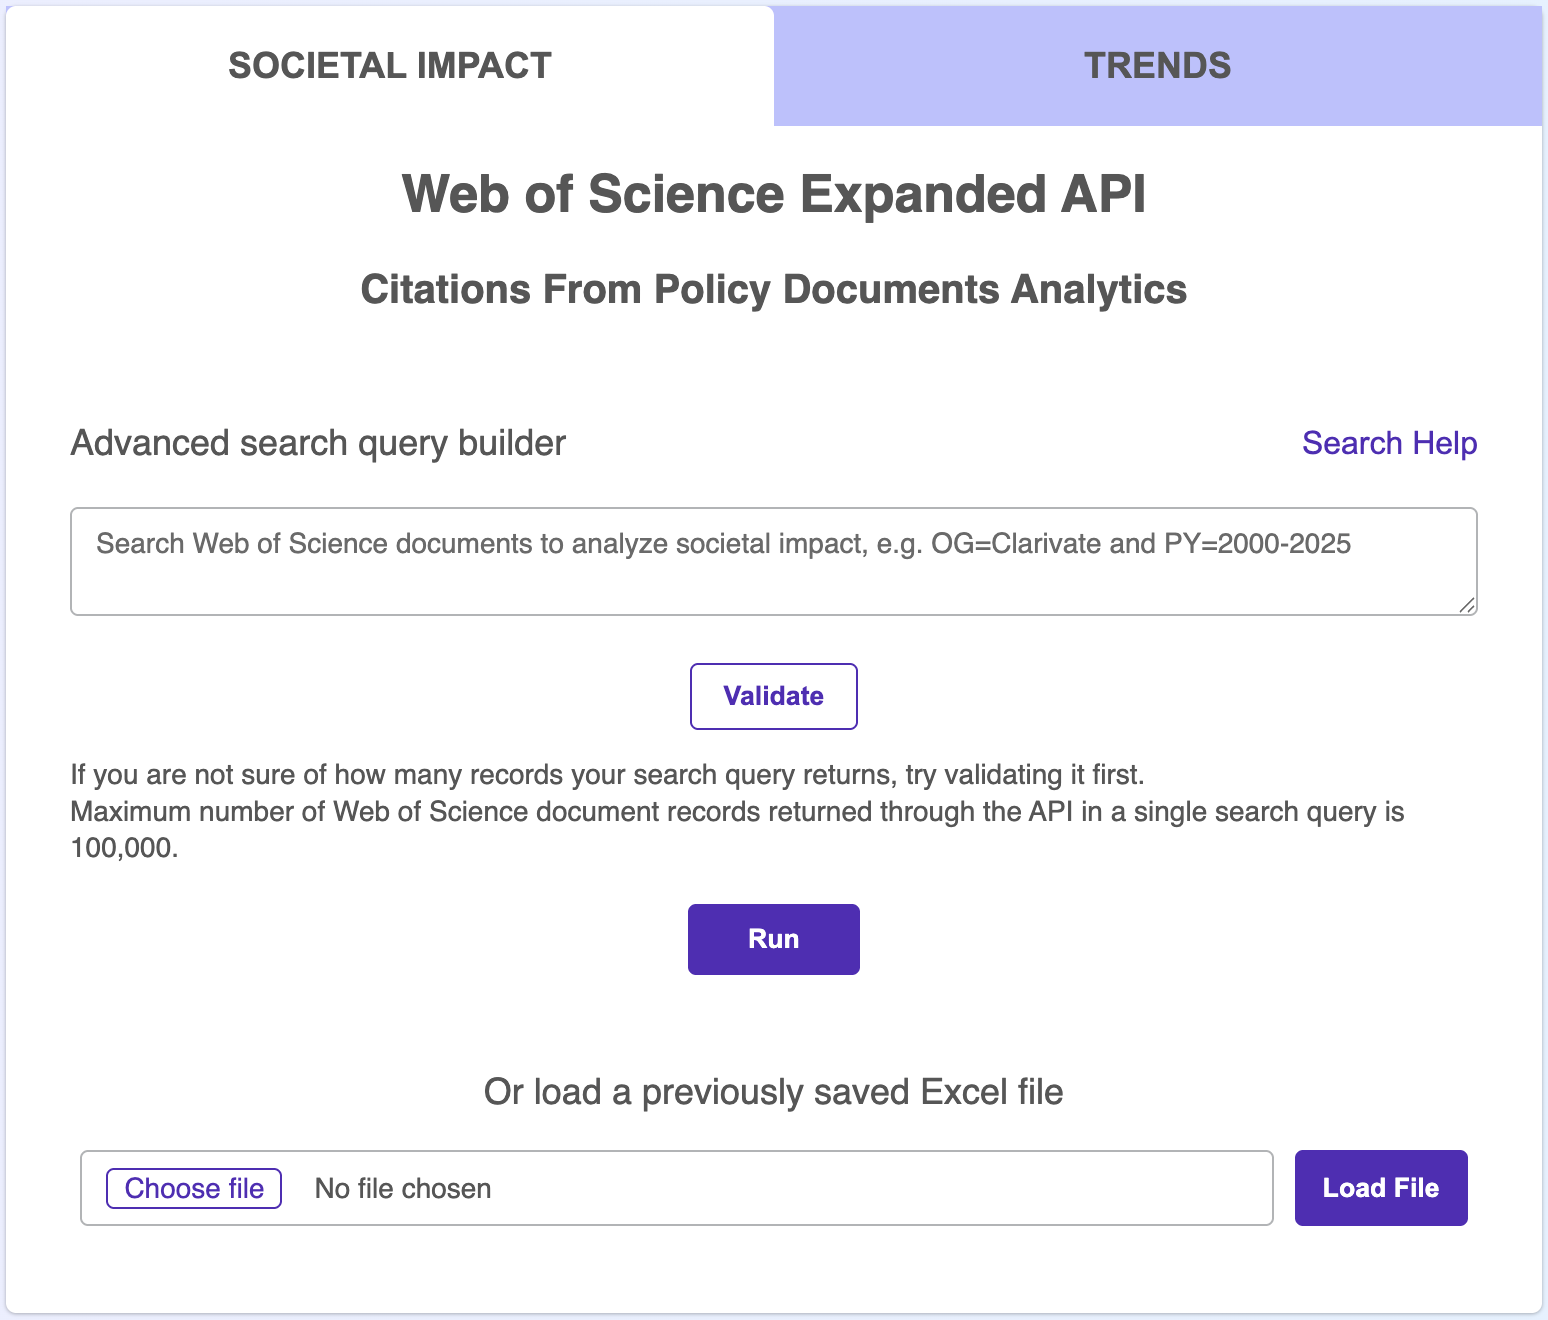 SOCIETAL IMPACT
TRENDS
Web of Science Expanded API
Citations From Policy Documents Analytics
Advanced search query builder
Search Help
Search Web of Science documents to analyze societal impact, e.g. OG=Clarivate and PY=2000-2025
Validate
If you are not sure of how many records your search query returns, try validating it first.
Maximum number of Web of Science document records returned through the API in a single search query is
100,000.
Run
Or load a previously saved Excel file
Choose file
No file chosen
Load File